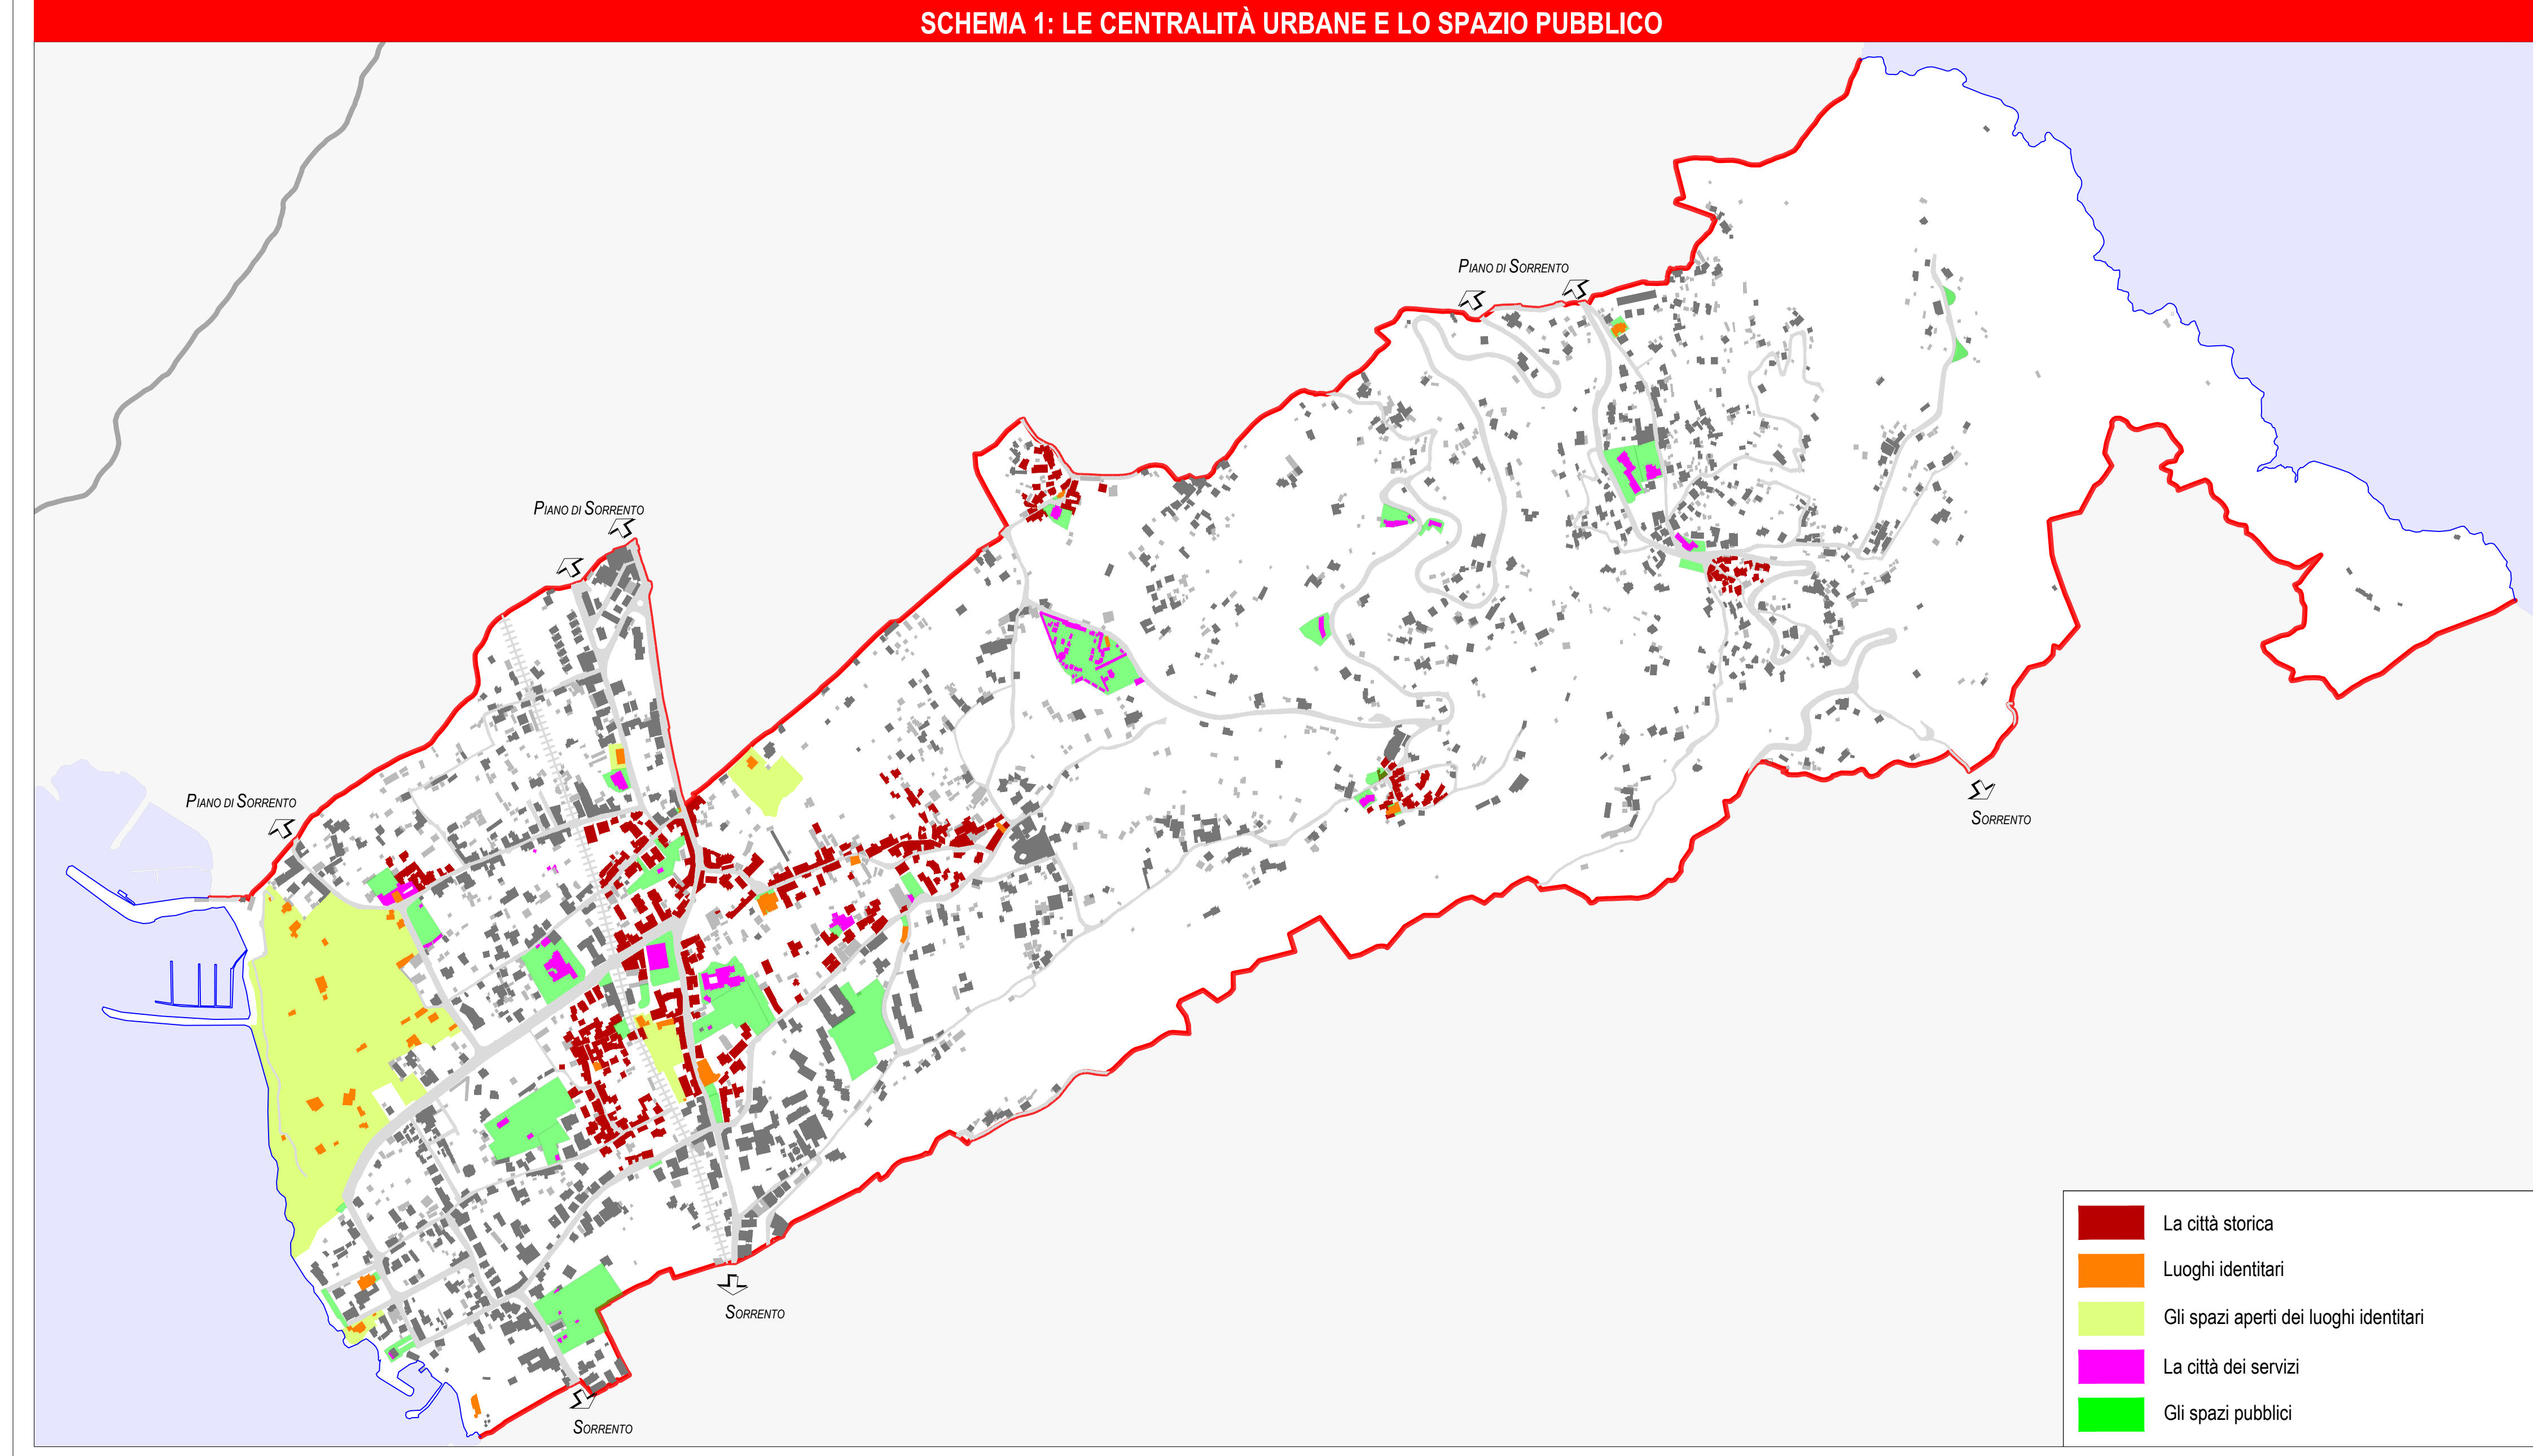 SCHEMA 1: LE CENTRALITÀ URBANE E LO SPAZIO PUBBLICO
PIANO DI SORRENTO
PIANO DI SORRENTO
PIANO DI SORRENTO
SORRENTO
SORRENTO
SORRENTO
La città storica
Luoghi identitari
Gli spazi aperti dei luoghi identitari
La città dei servizi
Gli spazi pubblici